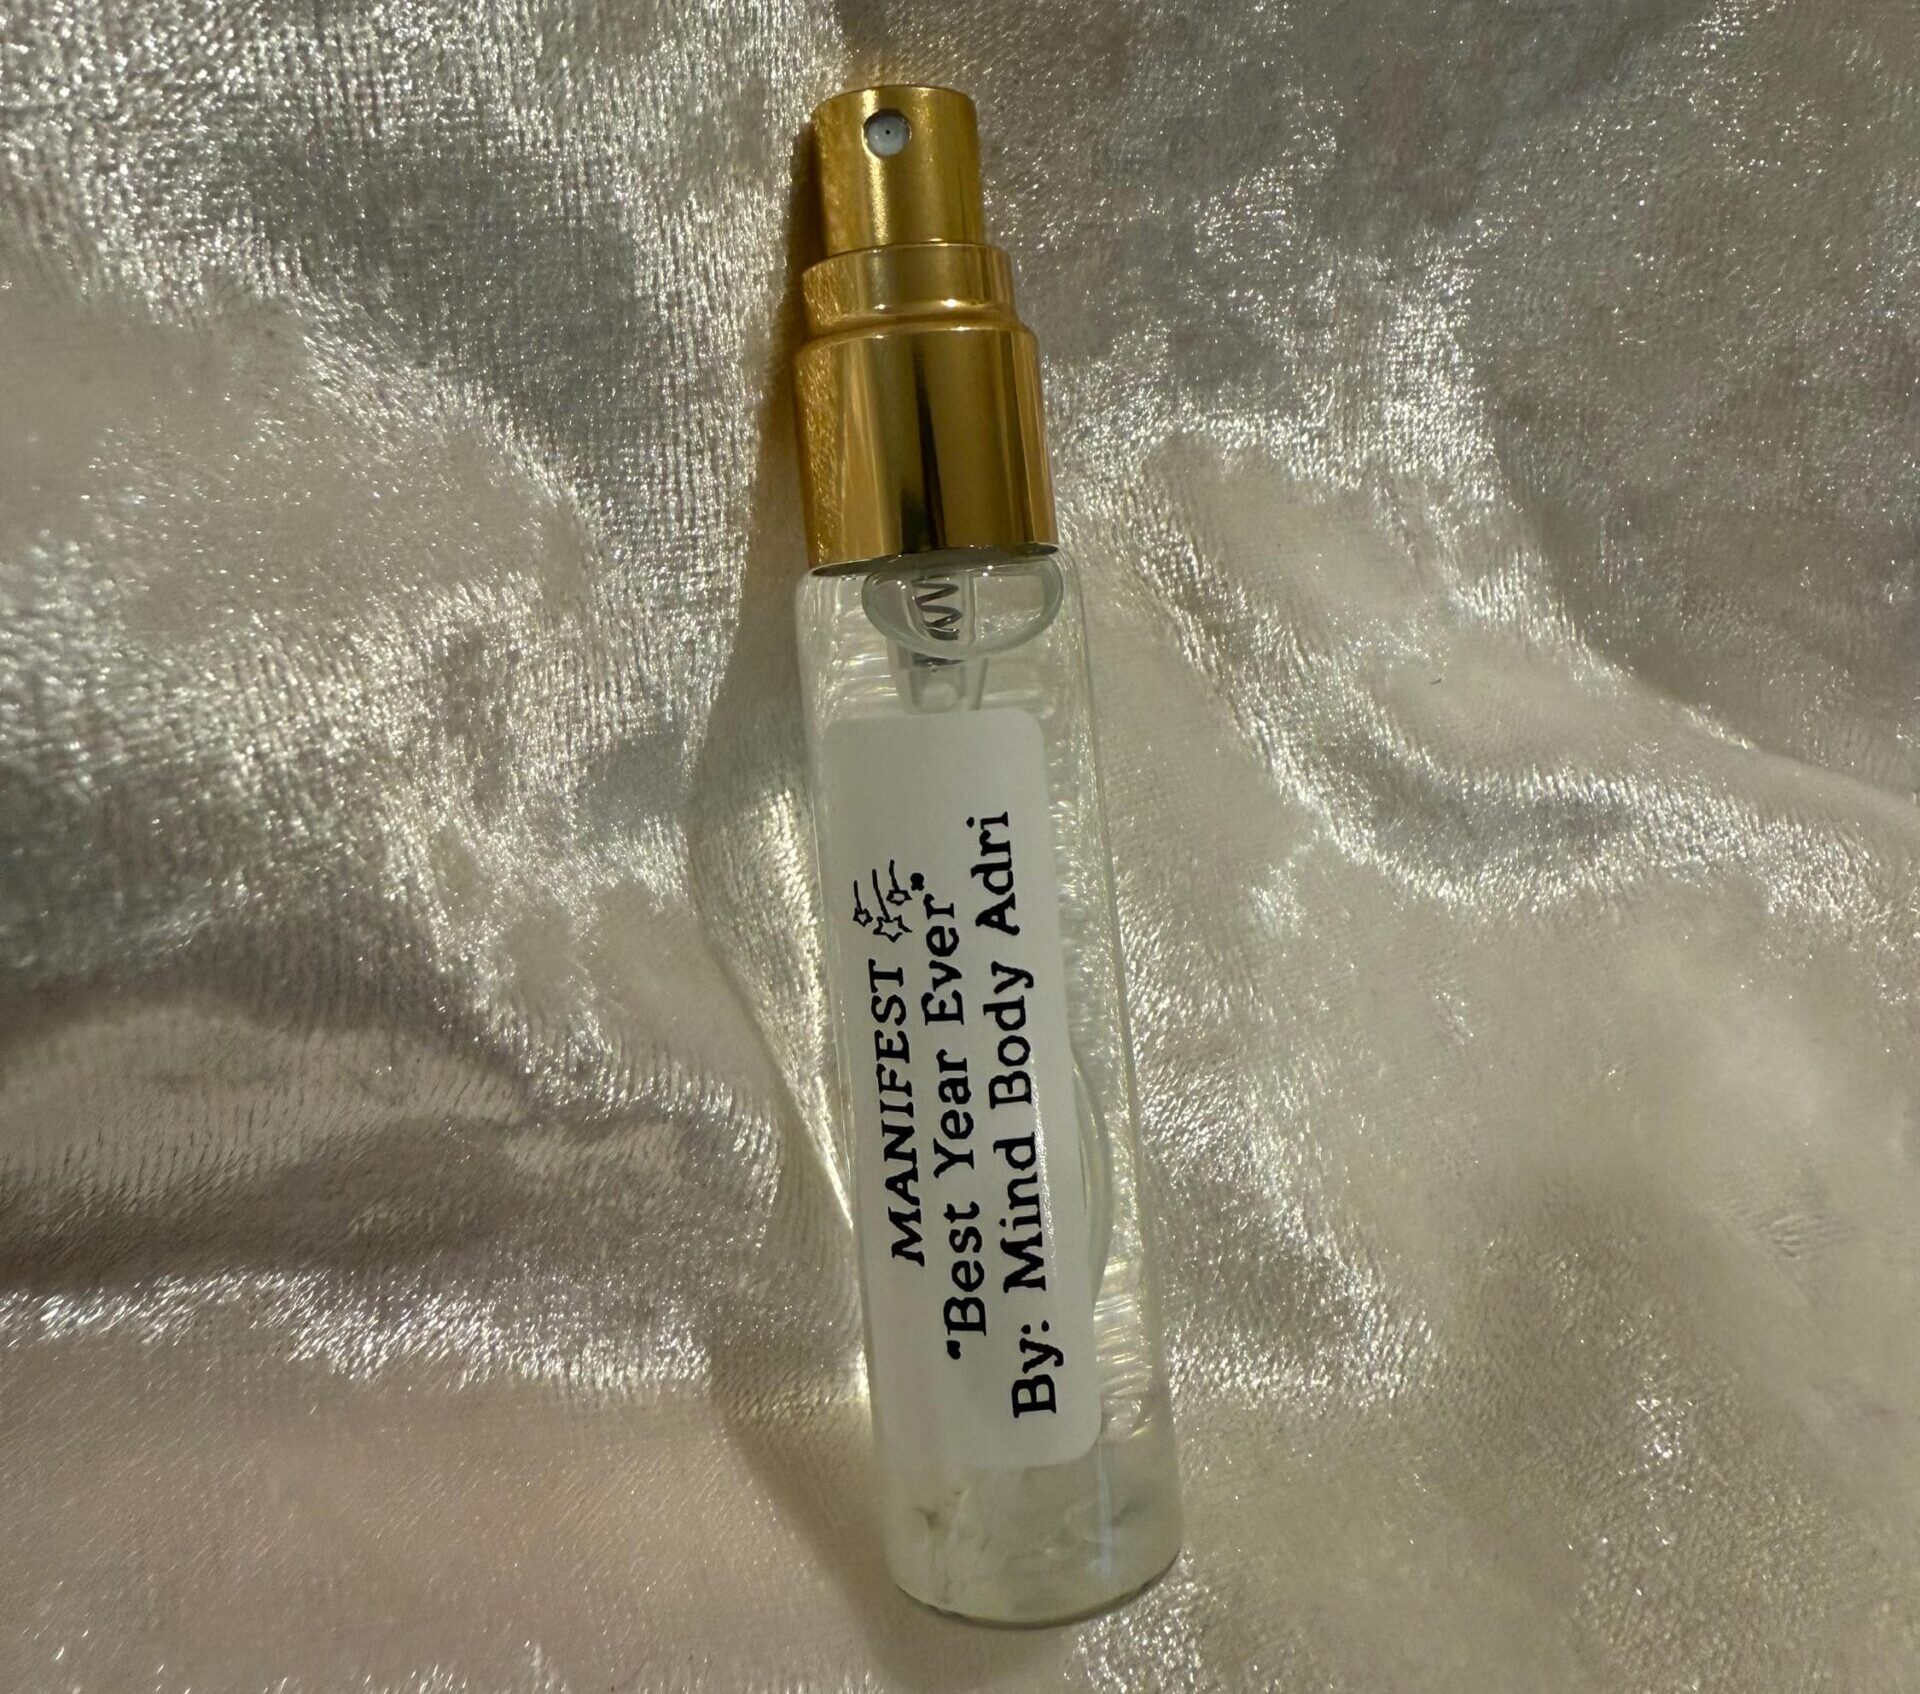 MANIFEST
"Best Year Ever"
By: Mind Body Adri